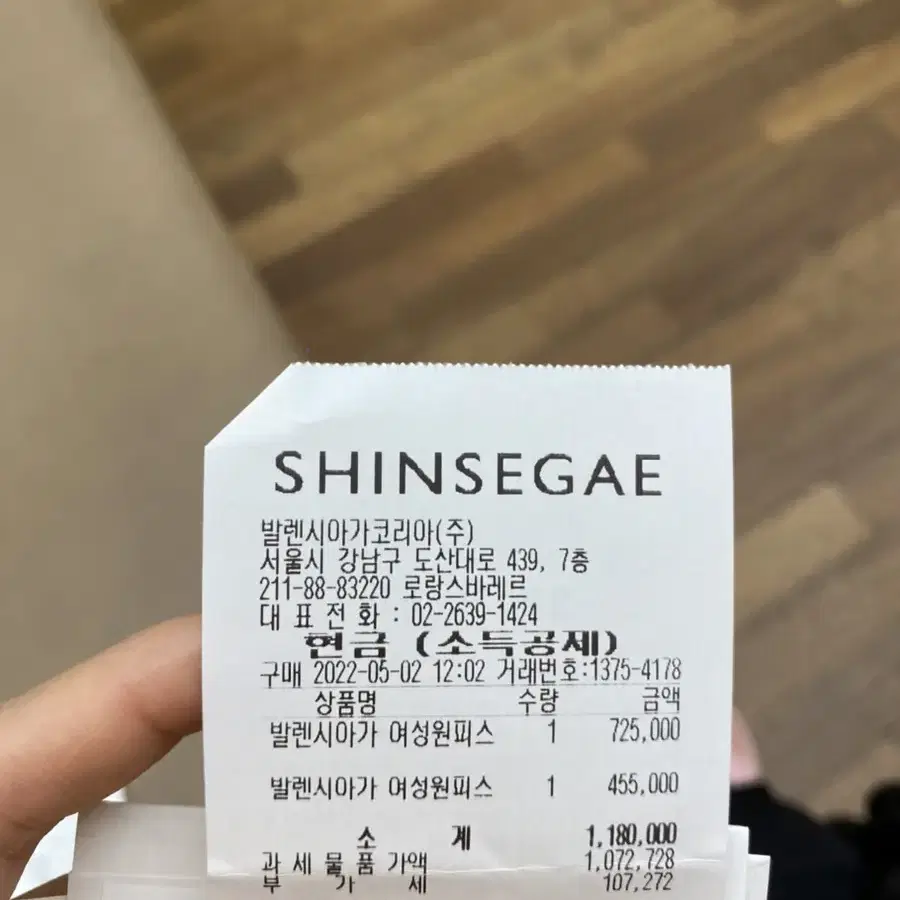 SHINSEGAE
발렌시아가코리아(주)
서울시 강남구 도산대로 439, 7층
211-88-83220 로랑스바레르
대 표 전 화 : 02-2639-1424
현금 (소득공제)
구매 2022-05-02 12:02 거래번호:1375-4178
상품명 수량 금액
발렌시아가 여성원피스 1 725,000
발렌시아가 여성원피스 1 455,000
소 계 1,180,000
과 세 물 품 가액 1,072,728
부 가 세 107,272